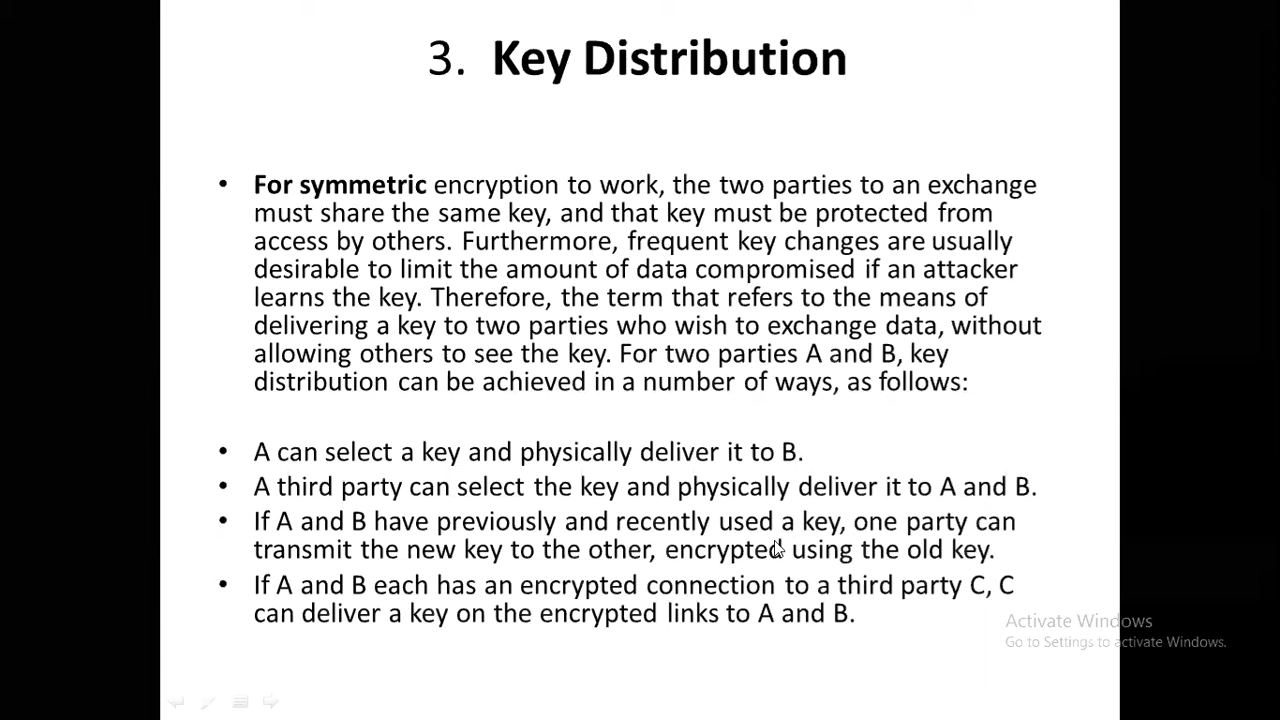 3. Key Distribution
• For symmetric encryption to work, the two parties to an exchange
must share the same key, and that key must be protected from
access by others. Furthermore, frequent key changes are usually
desirable to limit the amount of data compromised if an attacker
learns the key. Therefore, the term that refers to the means of
delivering a key to two parties who wish to exchange data, without
allowing others to see the key. For two parties A and B, key
distribution can be achieved in a number of ways, as follows:
• A can select a key and physically deliver it to B.
• A third party can select the key and physically deliver it to A and B.
• If A and B have previously and recently used a key, one party can
transmit the new key to the other, encrypted using the old key.
• If A and B each has an encrypted connection to a third party C, C
can deliver a key on the encrypted links to A and B.
Activate Windows
Go to Settings to activate Windows.